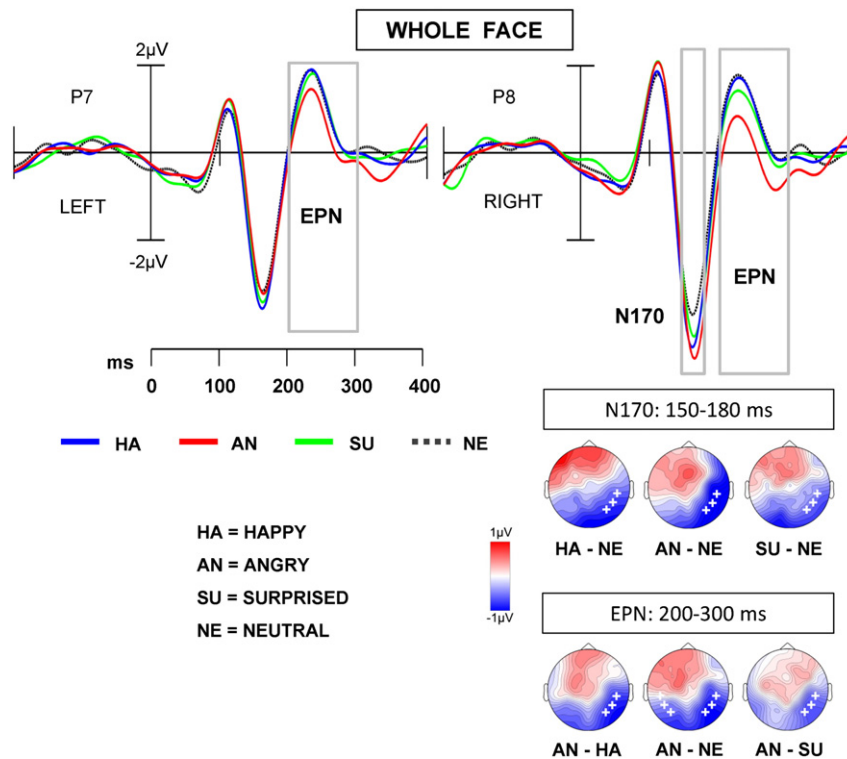 WHOLE FACE
2µV
P7
LEFT
-2µV
EPN
P8
RIGHT
N170
EPN
ms
0 100 200 300 400
HA AN SU NE
HA = HAPPY
AN = ANGRY
SU = SURPRISED
NE = NEUTRAL
N170: 150-180 ms
HA - NE AN - NE SU - NE
1µV
-1µV
EPN: 200-300 ms
AN - HA AN - NE AN - SU